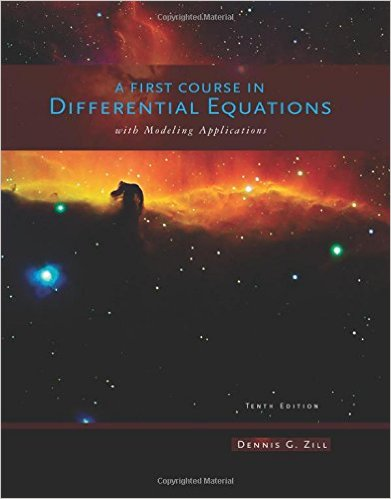 Copyrighted Material
A FIRST COURSE IN
DIFFERENTIAL EQUATIONS
with Modeling Applications
TENTH EDITION
DENNIS G. ZILL
Copyrighted Material